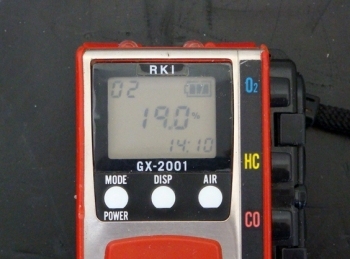 RKI
O2
19.0%
14:10
GX-2001
MODE DISP AIR
POWER
O2
HC
CO